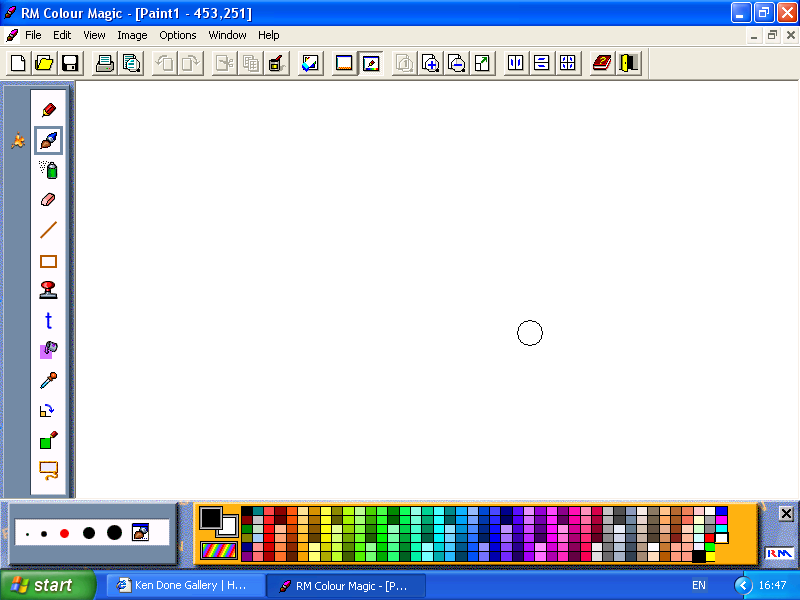 RM Colour Magic - [Paint1 - 453,251]
File Edit View Image Options Window Help
t
RM
start Ken Done Gallery | H... RM Colour Magic - [P... EN 16:47